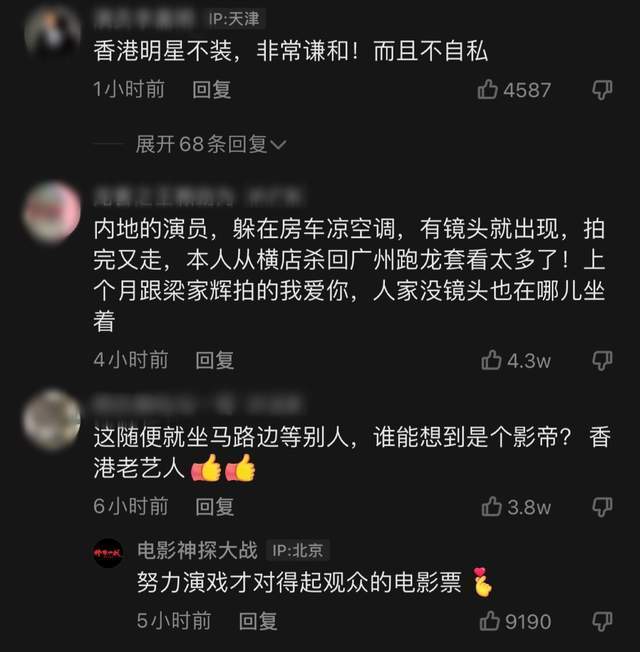 IP:天津
香港明星不装，非常谦和！而且不自私
1小时前 回复 4587
展开68条回复
内地的演员，躲在房车凉空调，有镜头就出现，拍
完又走，本人从横店杀回广州跑龙套看太多了！上
个月跟梁家辉拍的我爱你，人家没镜头也在哪儿坐
着
4小时前 回复 4.3w
这随便就坐马路边等别人，谁能想到是个影帝？ 香
港老艺人👍👍
6小时前 回复 3.8w
电影神探大战 IP:北京
努力演戏才对得起观众的电影票
5小时前 回复 9190